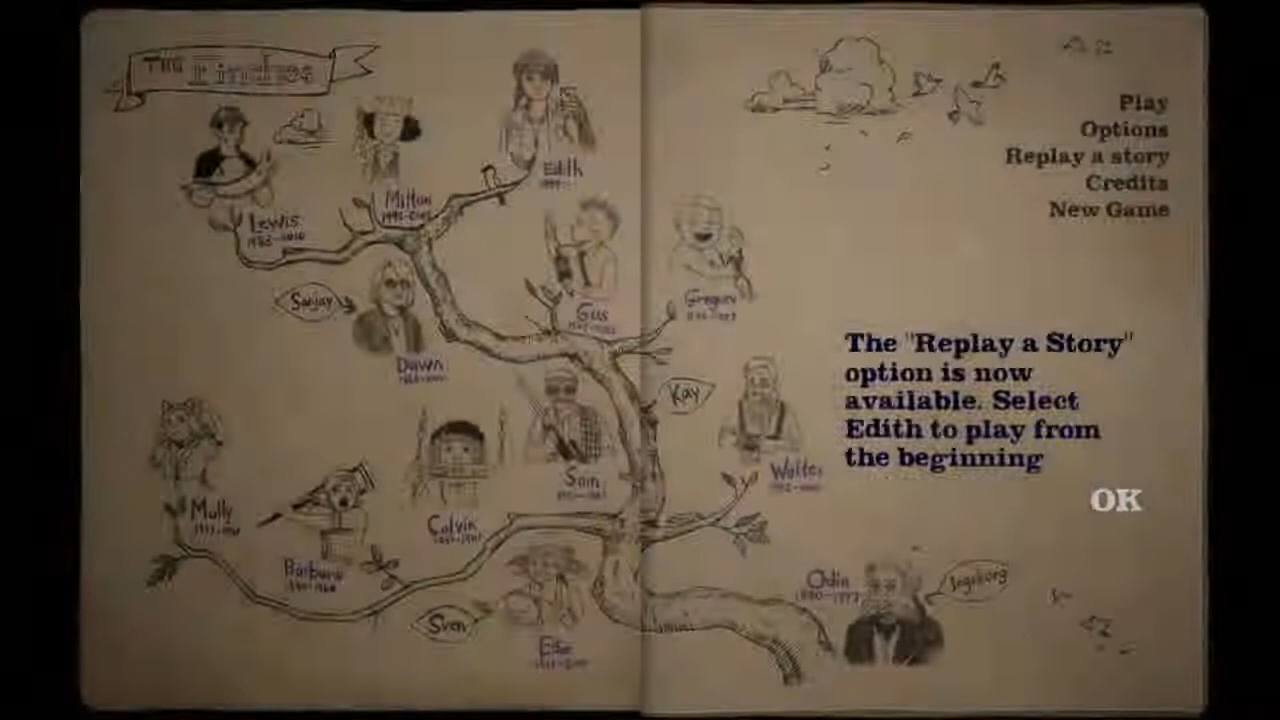 THE Finches
Edith
Milton
Lewis
Sanjay
Dawn
Gus
Gregory
Kay
Sam
Walter
Molly
Barbara
Calvin
Sven
Edie
Odin
Ingeborg
Play
Options
Replay a story
Credits
New Game
The "Replay a Story"
option is now
available. Select
Edith to play from
the beginning
OK